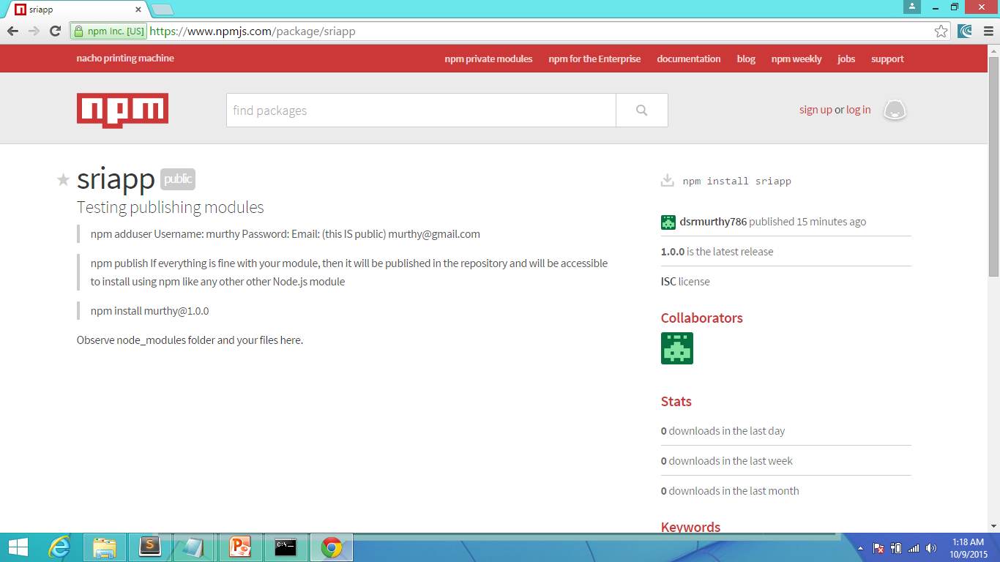 sriapp
npm Inc. [US] https://www.npmjs.com/package/sriapp
nacho printing machine
npm private modules npm for the Enterprise documentation blog npm weekly jobs support
npm
find packages
sign up or log in
sriapp public
Testing publishing modules
npm adduser Username: murthy Password: Email: (this IS public) murthy@gmail.com
npm publish If everything is fine with your module, then it will be published in the repository and will be accessible
to install using npm like any other other Node.js module
npm install murthy@1.0.0
Observe node_modules folder and your files here.
npm install sriapp
dsrmurthy786 published 15 minutes ago
1.0.0 is the latest release
ISC license
Collaborators
Stats
0 downloads in the last day
0 downloads in the last week
0 downloads in the last month
Keywords
1:18 AM
10/9/2015